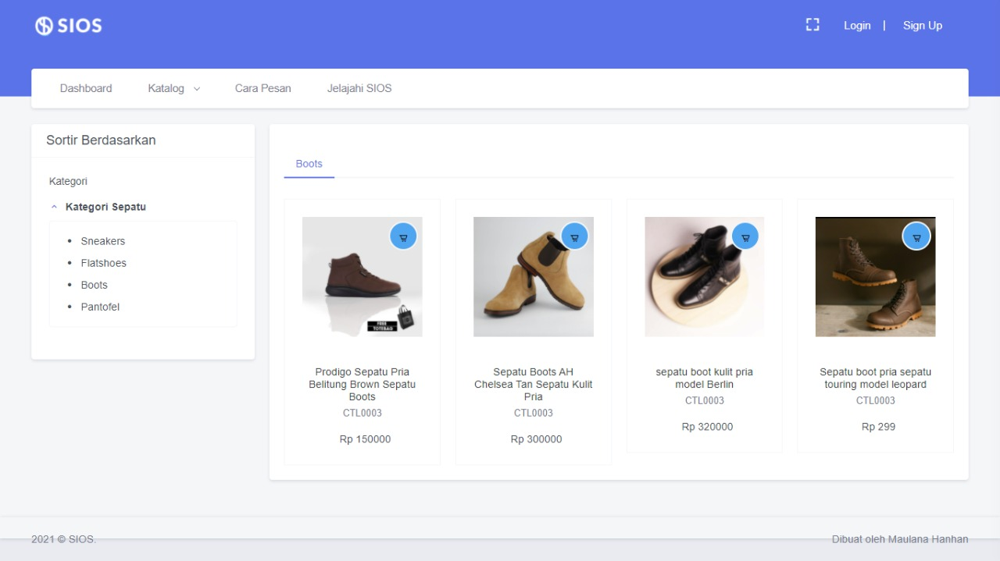 SIOS
Login | Sign Up
Dashboard Katalog Cara Pesan Jelajahi SIOS
Sortir Berdasarkan
Kategori
Kategori Sepatu
Sneakers
Flatshoes
Boots
Pantofel
Boots
FREE
TOTEBAG
Prodigo Sepatu Pria
Belitung Brown Sepatu
Boots
CTL0003
Rp 150000
Sepatu Boots AH
Chelsea Tan Sepatu Kulit
Pria
CTL0003
Rp 300000
sepatu boot kulit pria
model Berlin
CTL0003
Rp 320000
Sepatu boot pria sepatu
touring model leopard
CTL0003
Rp 299
2021 © SIOS.
Dibuat oleh Maulana Hanhan